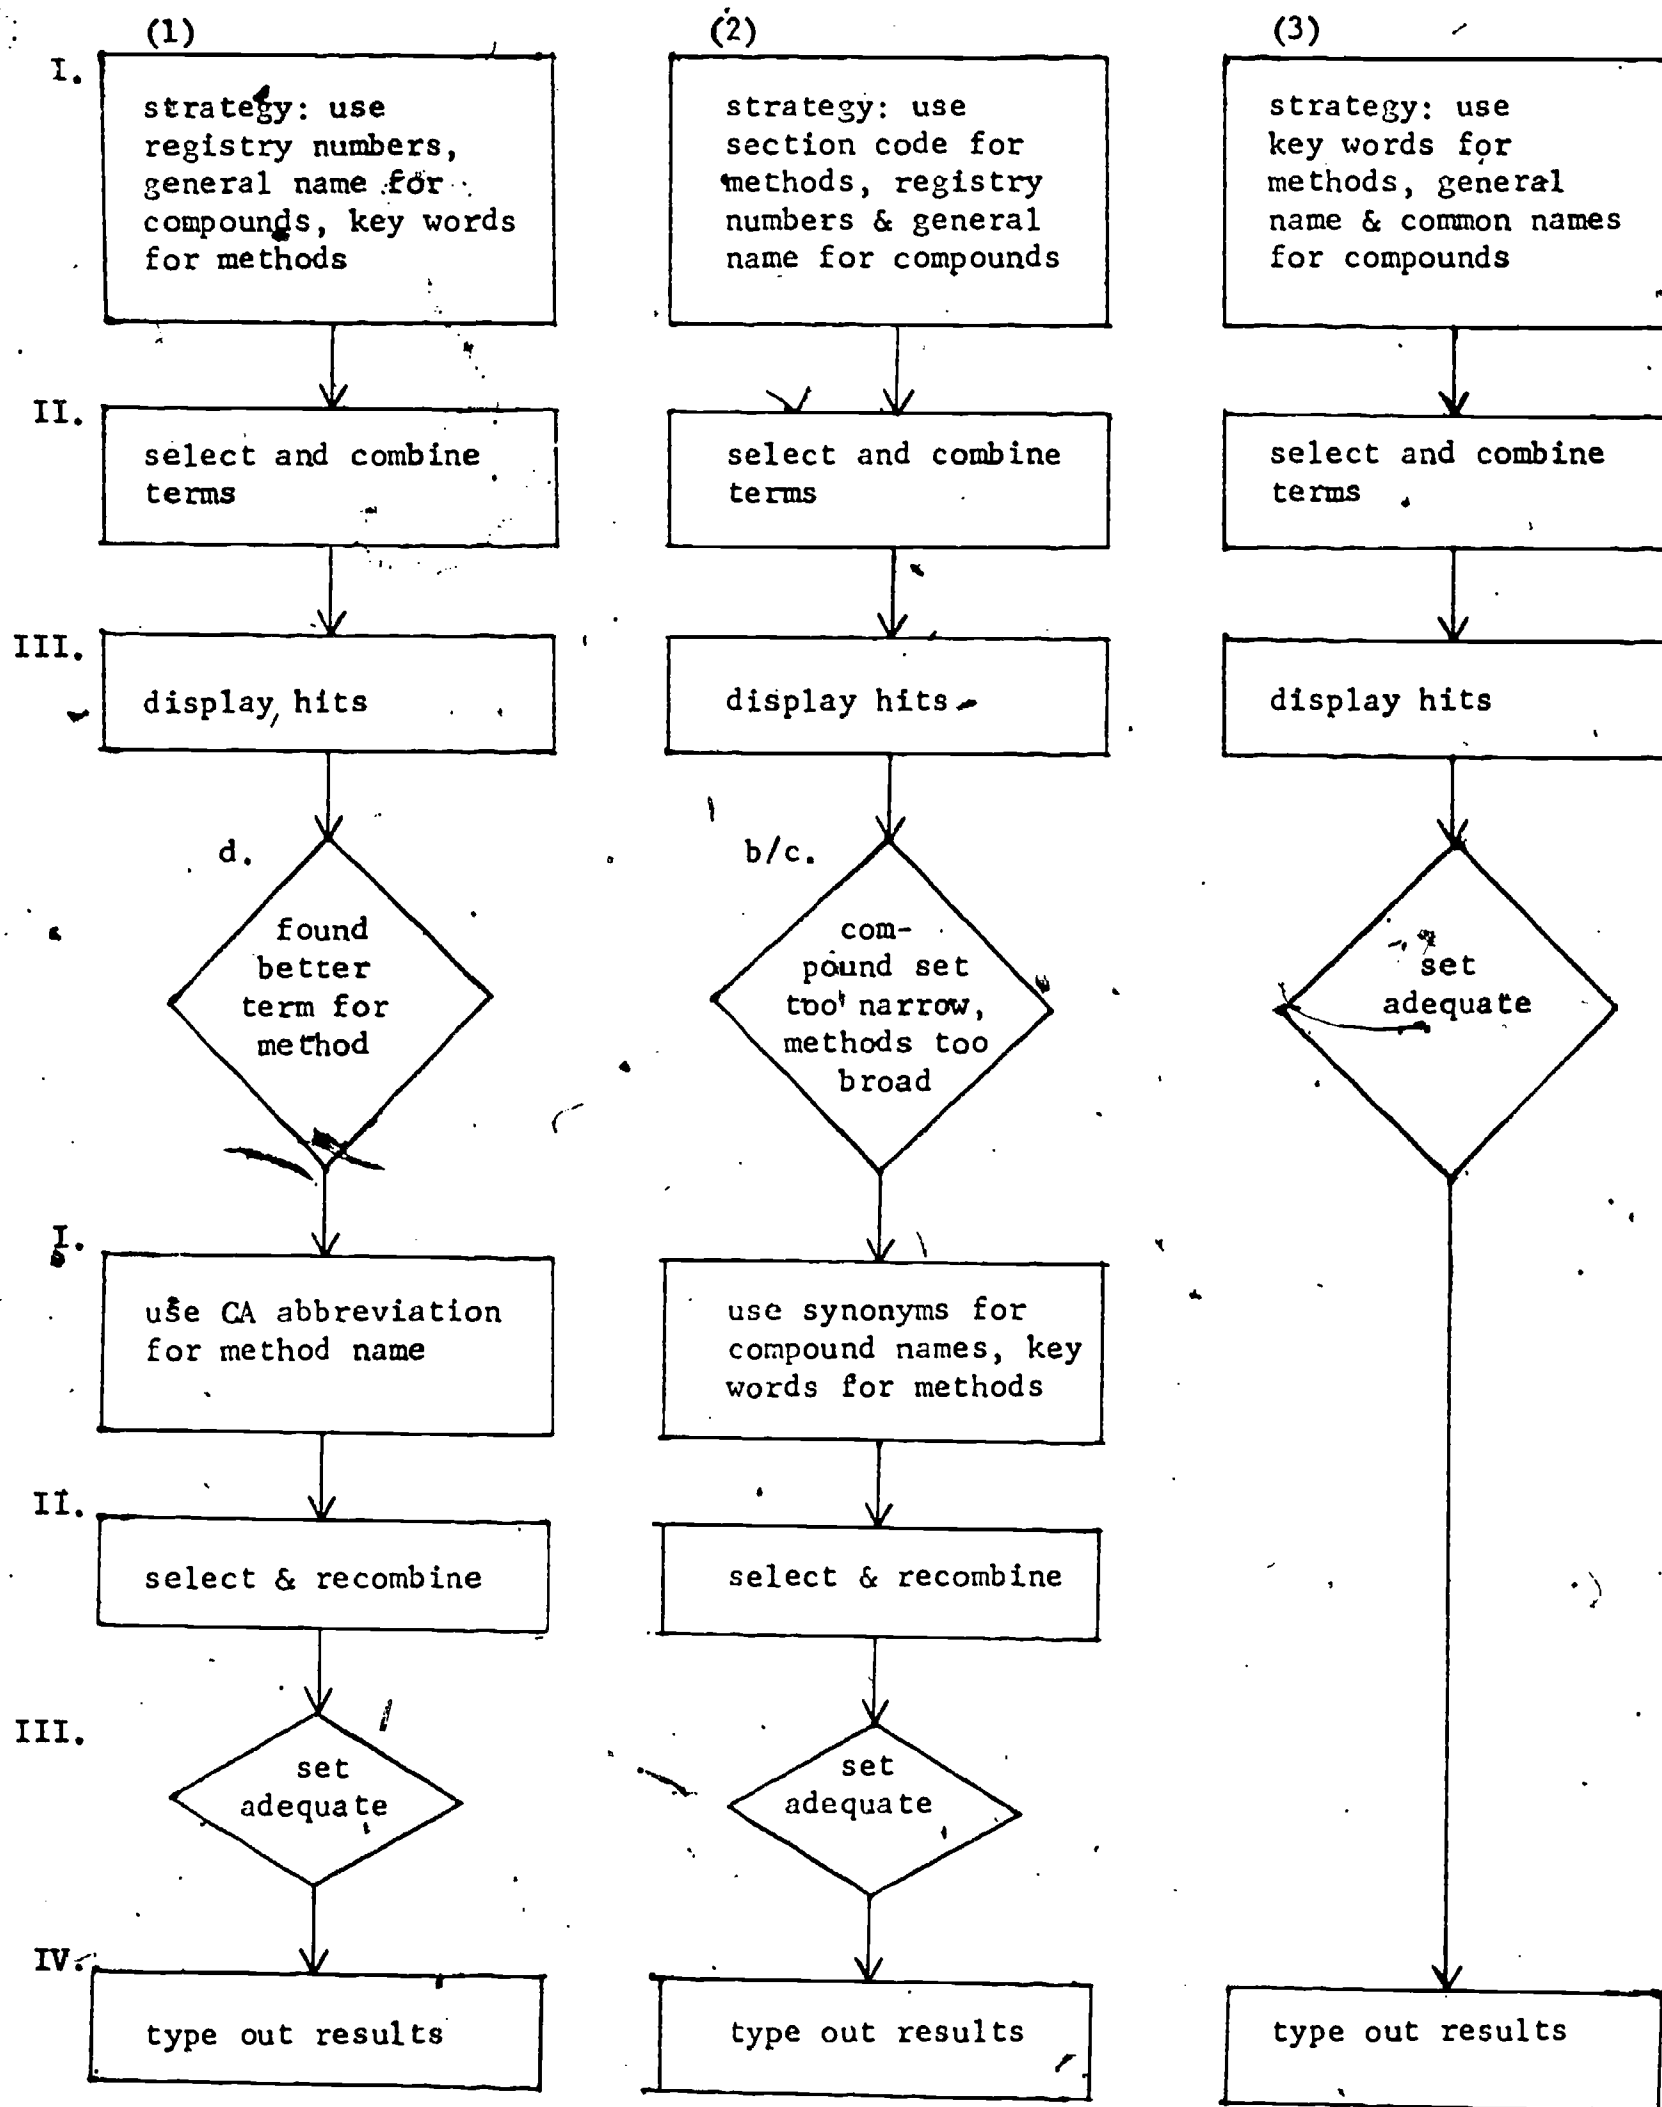 (1)
(2)
(3)
I.
strategy: use
registry numbers,
general name for
compounds, key words
for methods
strategy: use
section code for
methods, registry
numbers & general
name for compounds
strategy: use
key words for
methods, general
name & common names
for compounds
II.
select and combine
terms
select and combine
terms
select and combine
terms
III.
display hits
display hits
display hits
d.
found
better
term for
method
b/c.
com-
pound set
too narrow,
methods too
broad
set
adequate
I.
use CA abbreviation
for method name
use synonyms for
compound names, key
words for methods
II.
select & recombine
select & recombine
III.
set
adequate
set
adequate
IV.
type out results
type out results
type out results